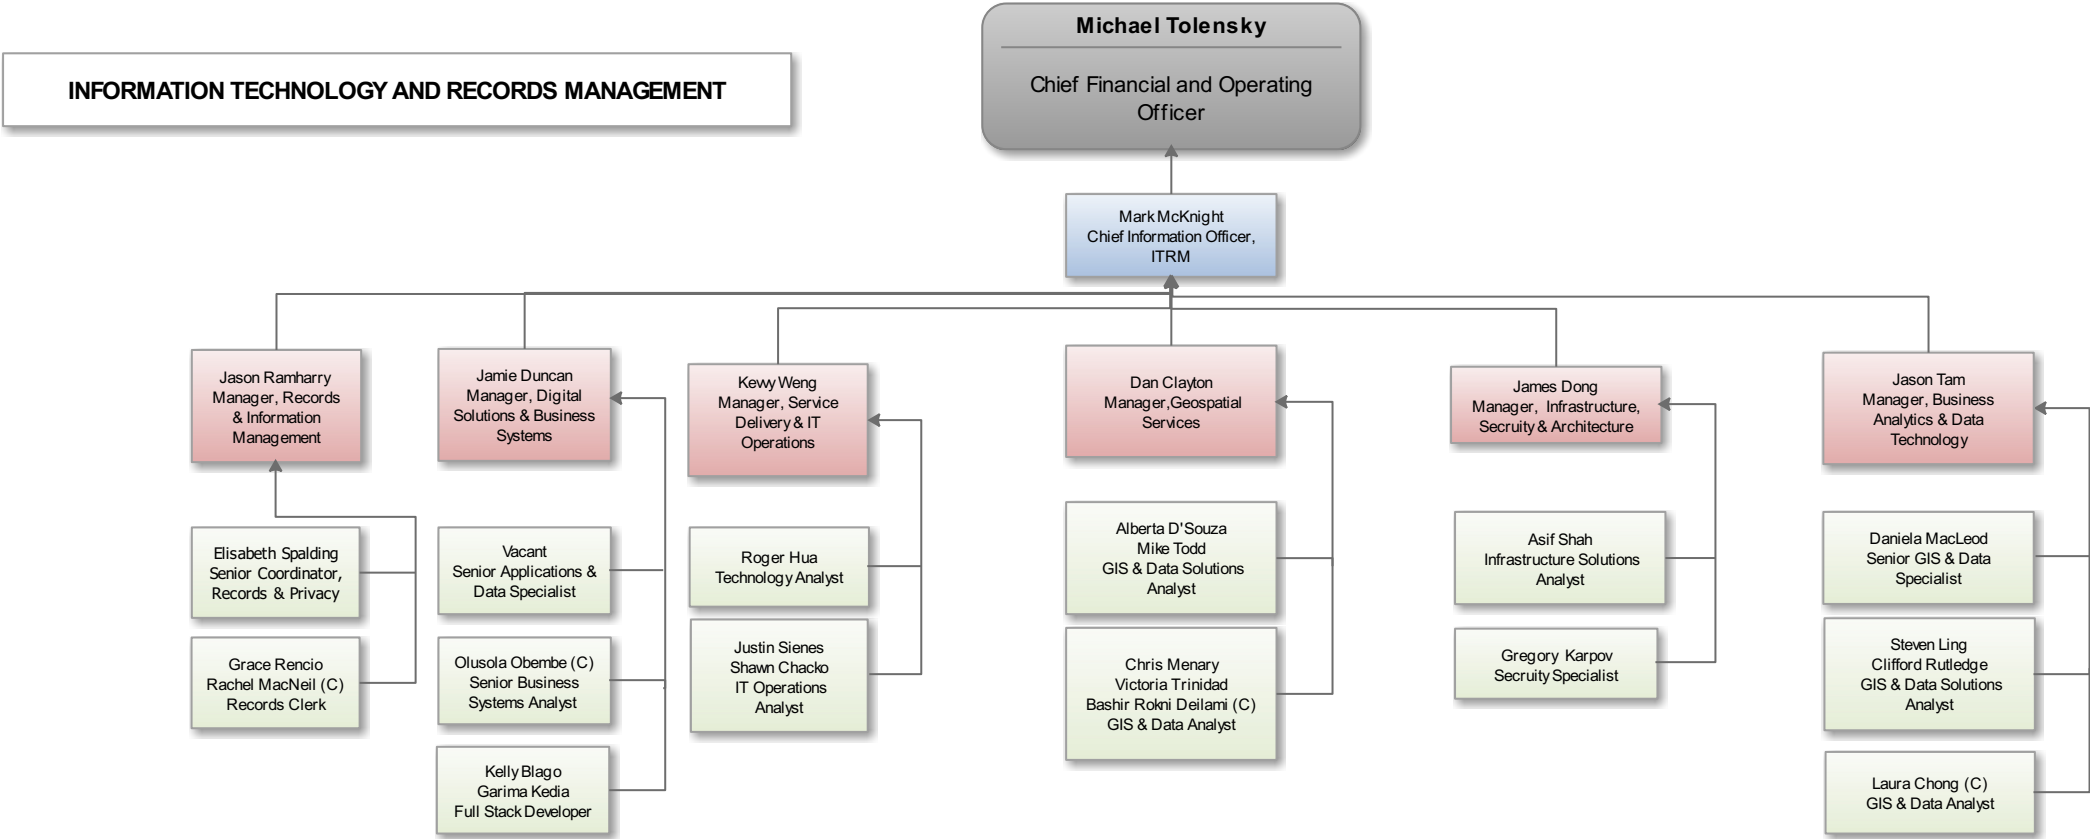 Michael Tolensky
Chief Financial and Operating
Officer
INFORMATION TECHNOLOGY AND RECORDS MANAGEMENT
Mark McKnight
Chief Information Officer,
ITRM
Jason Ramharry
Manager, Records
& Information
Management
Jamie Duncan
Manager, Digital
Solutions & Business
Systems
Kevvy Weng
Manager, Service
Delivery & IT
Operations
Dan Clayton
Manager,Geospatial
Services
James Dong
Manager, Infrastructure,
Secruity & Architecture
Jason Tam
Manager, Business
Analytics & Data
Technology
Elisabeth Spalding
Senior Coordinator,
Records & Privacy
Grace Rencio
Rachel MacNeil (C)
Records Clerk
Vacant
Senior Applications &
Data Specialist
Olusola Obembe (C)
Senior Business
Systems Analyst
Kelly Blago
Garima Kedia
Full Stack Developer
Roger Hua
Technology Analyst
Justin Sienes
Shawn Chacko
IT Operations
Analyst
Alberta D'Souza
Mike Todd
GIS & Data Solutions
Analyst
Chris Menary
Victoria Trinidad
Bashir Rokni Deilami (C)
GIS & Data Analyst
Asif Shah
Infrastructure Solutions
Analyst
Gregory Karpov
Secruity Specialist
Daniela MacLeod
Senior GIS & Data
Specialist
Steven Ling
Clifford Rutledge
GIS & Data Solutions
Analyst
Laura Chong (C)
GIS & Data Analyst